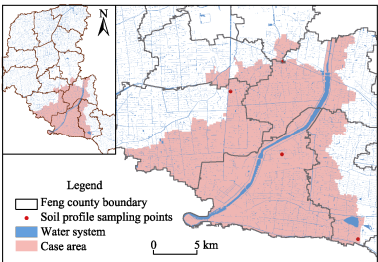 N
Legend
Feng county boundary
Soil profile sampling points
Water system
Case area
0 5 km